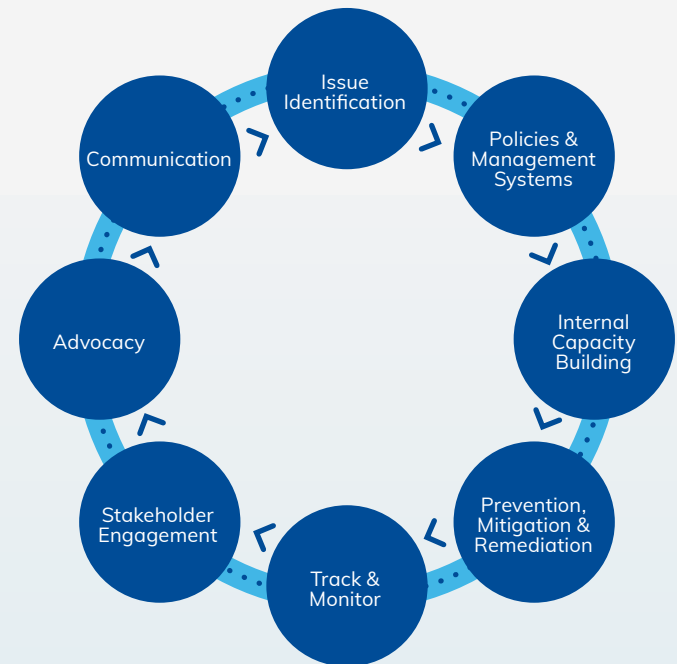 Issue
Identification
Policies &
Management
Systems
Internal
Capacity
Building
Prevention,
Mitigation &
Remediation
Track &
Monitor
Stakeholder
Engagement
Advocacy
Communication